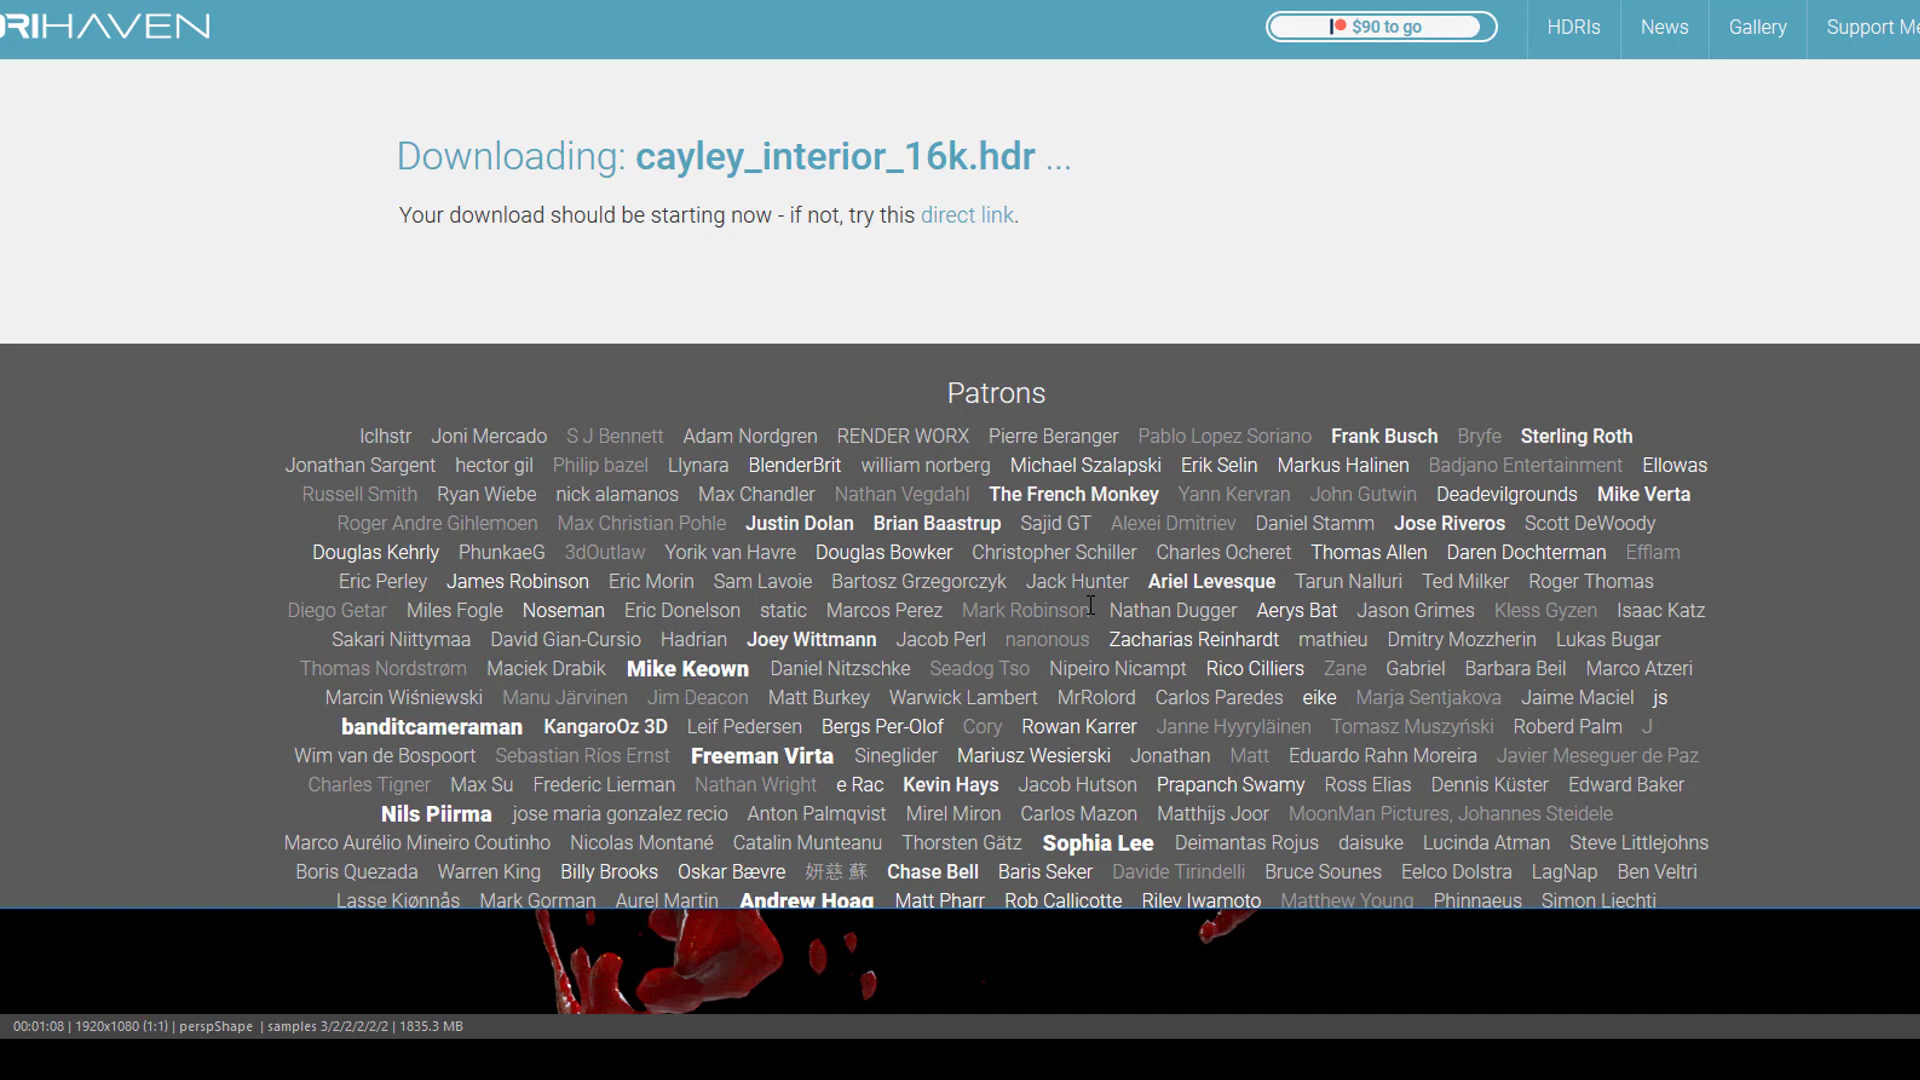 RIHAVEN
$90 to go
HDRIs News Gallery Support Me
Downloading: cayley_interior_16k.hdr ...
Your download should be starting now - if not, try this direct link.
Patrons
lclhstr Joni Mercado S J Bennett Adam Nordgren RENDER WORX Pierre Beranger Pablo Lopez Soriano Frank Busch Bryfe Sterling Roth
Jonathan Sargent hector gil Philip bazel Llynara BlenderBrit william norberg Michael Szalapski Erik Selin Markus Halinen Badjano Entertainment Ellowas
Russell Smith Ryan Wiebe nick alamanos Max Chandler Nathan Vegdahl The French Monkey Yann Kervran John Gutwin Deadevilgrounds Mike Verta
Roger Andre Gihlemoen Max Christian Pohle Justin Dolan Brian Baastrup Sajid GT Alexei Dmitriev Daniel Stamm Jose Riveros Scott DeWoody
Douglas Kehrly PhunkaeG 3dOutlaw Yorik van Havre Douglas Bowker Christopher Schiller Charles Ocheret Thomas Allen Daren Dochterman Efflam
Eric Perley James Robinson Eric Morin Sam Lavoie Bartosz Grzegorczyk Jack Hunter Ariel Levesque Tarun Nalluri Ted Milker Roger Thomas
Diego Getar Miles Fogle Noseman Eric Donelson static Marcos Perez Mark Robinson Nathan Dugger Aerys Bat Jason Grimes Kless Gyzen Isaac Katz
Sakari Niittymaa David Gian-Cursio Hadrian Joey Wittmann Jacob Perl nanonous Zacharias Reinhardt mathieu Dmitry Mozzherin Lukas Bugar
Thomas Nordstrøm Maciek Drabik Mike Keown Daniel Nitzschke Seadog Tso Nipeiro Nicampt Rico Cilliers Zane Gabriel Barbara Beil Marco Atzeri
Marcin Wiśniewski Manu Järvinen Jim Deacon Matt Burkey Warwick Lambert MrRolord Carlos Paredes eike Marja Sentjakova Jaime Maciel js
banditcameraman KangaroOz 3D Leif Pedersen Bergs Per-Olof Cory Rowan Karrer Janne Hyyryläinen Tomasz Muszyński Roberd Palm J
Wim van de Bospoort Sebastian Ríos Ernst Freeman Virta Sineglider Mariusz Wesierski Jonathan Matt Eduardo Rahn Moreira Javier Meseguer de Paz
Charles Tigner Max Su Frederic Lierman Nathan Wright e Rac Kevin Hays Jacob Hutson Prapanch Swamy Ross Elias Dennis Küster Edward Baker
Nils Piirma jose maria gonzalez recio Anton Palmqvist Mirel Miron Carlos Mazon Matthijs Joor MoonMan Pictures, Johannes Steidele
Marco Aurélio Mineiro Coutinho Nicolas Montané Catalin Munteanu Thorsten Gätz Sophia Lee Deimantas Rojus daisuke Lucinda Atman Steve Littlejohns
Boris Quezada Warren King Billy Brooks Oskar Bævre 妍慈 蘇 Chase Bell Baris Seker Davide Tirindelli Bruce Sounes Eelco Dolstra LagNap Ben Veltri
Lasse Kjønnås Mark Gorman Aurel Martin Andrew Hoag Matt Pharr Rob Callicotte Riley Iwamoto Matthew Young Phinnaeus Simon Liechti
00:01:08 | 1920x1080 (1:1) | perspShape | samples 3/2/2/2/2/2 | 1835.3 MB